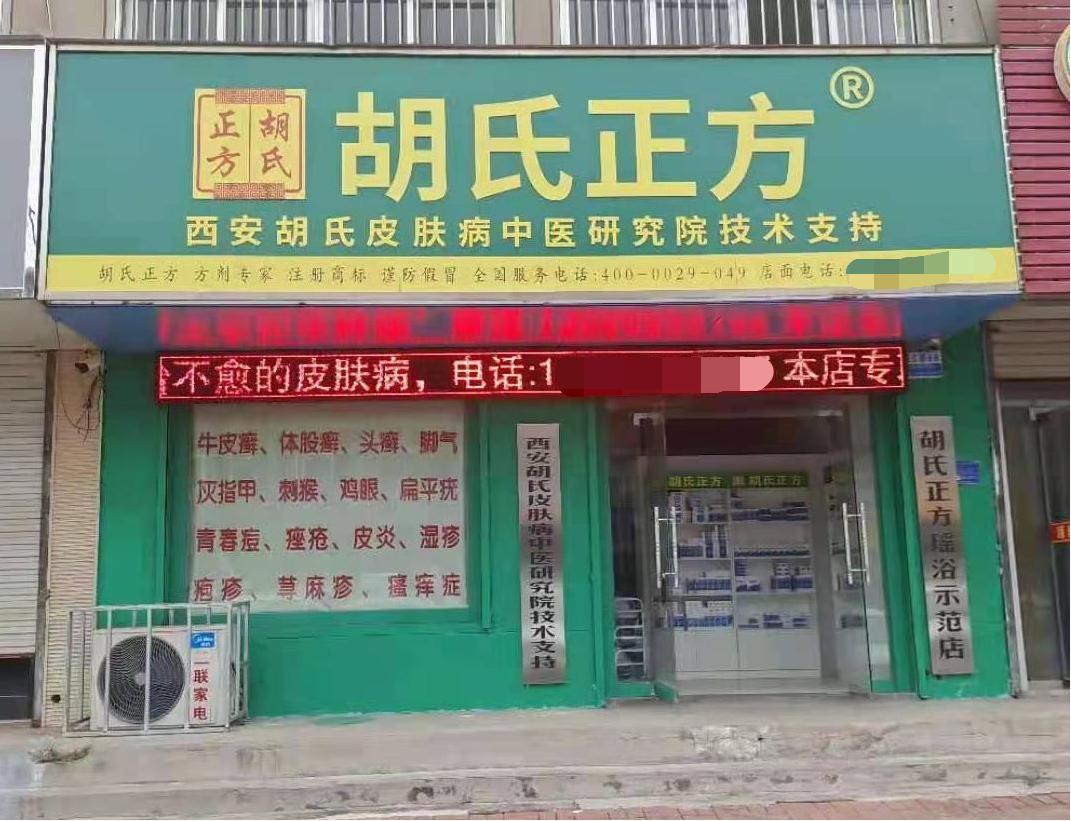 胡氏
正方
胡氏正方®
西安胡氏皮肤病中医研究院技术支持
胡氏正方 方剂专家 注册商标 谨防假冒 全国服务电话:400-0029-049 店面电话:
不愈的皮肤病，电话:1
本店专
牛皮癣、体股癣、头癣、脚气
灰指甲、刺猴、鸡眼、扁平疣
青春痘、痤疮、皮炎、湿疹
疱疹、荨麻疹、瘙痒症
西安胡氏皮肤病中医研究院技术支持
胡氏正方 胡氏正方
胡氏正方瑶浴示范店
一联家电